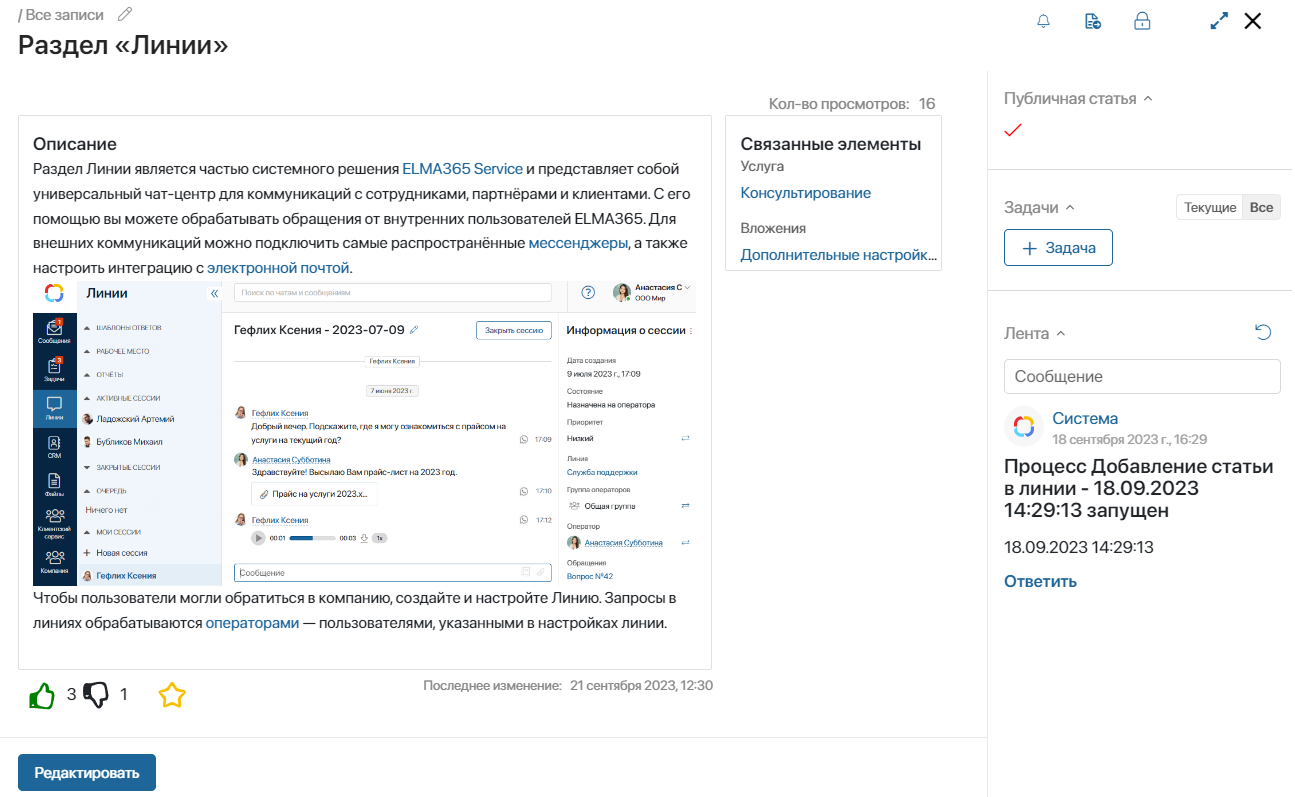 / Все записи
Раздел «Линии»
Кол-во просмотров: 16
Описание
Раздел Линии является частью системного решения ELMA365 Service и представляет собой
универсальный чат-центр для коммуникаций с сотрудниками, партнёрами и клиентами. С его
помощью вы можете обрабатывать обращения от внутренних пользователей ELMA365. Для
внешних коммуникаций можно подключить самые распространённые мессенджеры, а также
настроить интеграцию с электронной почтой.
Линии
Поиск по чатам и сообщениям
Анастасия С
ООО Мир
Сообщения
1
Задачи
3
Линии
CRM
Файлы
Клиентский
сервис
Компания
ШАБЛОНЫ ОТВЕТОВ
РАБОЧЕЕ МЕСТО
ОТЧЁТЫ
АКТИВНЫЕ СЕССИИ
Ладожский Артемий
Бубликов Михаил
ЗАКРЫТЫЕ СЕССИИ
ОЧЕРЕДЬ
Ничего нет
МОИ СЕССИИ
+ Новая сессия
Гефлих Ксения
Гефлих Ксения - 2023-07-09
Закрыть сессию
Гефлих Ксения
7 июня 2023 г.
Гефлих Ксения
Добрый вечер. Подскажите, где я могу ознакомиться с прайсом на
услуги на текущий год?
17:09
Анастасия Субботина
Здравствуйте! Высылаю Вам прайс-лист на 2023 год.
Прайс на услуги 2023.x...
17:10
Гефлих Ксения
17:12
00:01 00:03 1x
Сообщение
Информация о сессии
Дата создания
9 июля 2023 г., 17:09
Состояние
Назначена на оператора
Приоритет
Низкий
Линия
Служба поддержки
Группа операторов
Общая группа
Оператор
Анастасия Субботина
Обращения
Вопрос №42
Чтобы пользователи могли обратиться в компанию, создайте и настройте Линию. Запросы в
линиях обрабатываются операторами — пользователями, указанными в настройках линии.
3 1
Последнее изменение: 21 сентября 2023, 12:30
Редактировать
Связанные элементы
Услуга
Консультирование
Вложения
Дополнительные настройк...
Публичная статья
Задачи
Текущие Все
+ Задача
Лента
Сообщение
Система
18 сентября 2023 г., 16:29
Процесс Добавление статьи
в линии - 18.09.2023
14:29:13 запущен
18.09.2023 14:29:13
Ответить